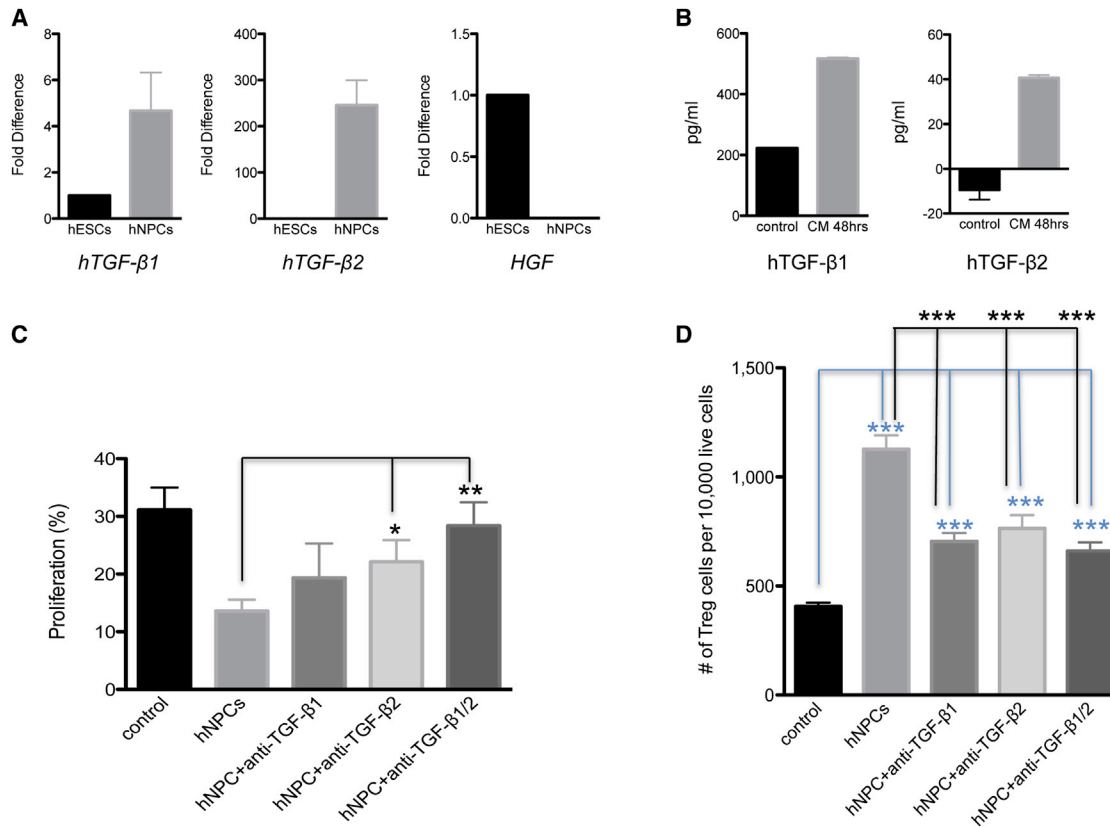 A
Fold Difference
8
6
4
2
0
hESCs hNPCs
hTGF-β1
Fold Difference
400
300
200
100
0
hESCs hNPCs
hTGF-β2
Fold Difference
1.5
1.0
0.5
0.0
hESCs hNPCs
HGF
B
pg/ml
600
400
200
0
control CM 48hrs
hTGF-β1
pg/ml
60
40
20
0
-20
control CM 48hrs
hTGF-β2
C
Proliferation (%)
40
30
20
10
0
*
**
control
hNPCs
hNPC+anti-TGF-β1
hNPC+anti-TGF-β2
hNPC+anti-TGF-β1/2
D
# of Treg cells per 10,000 live cells
1,500
1,000
500
0
*** *** ***
***
***
***
***
control
hNPCs
hNPC+anti-TGF-β1
hNPC+anti-TGF-β2
hNPC+anti-TGF-β1/2